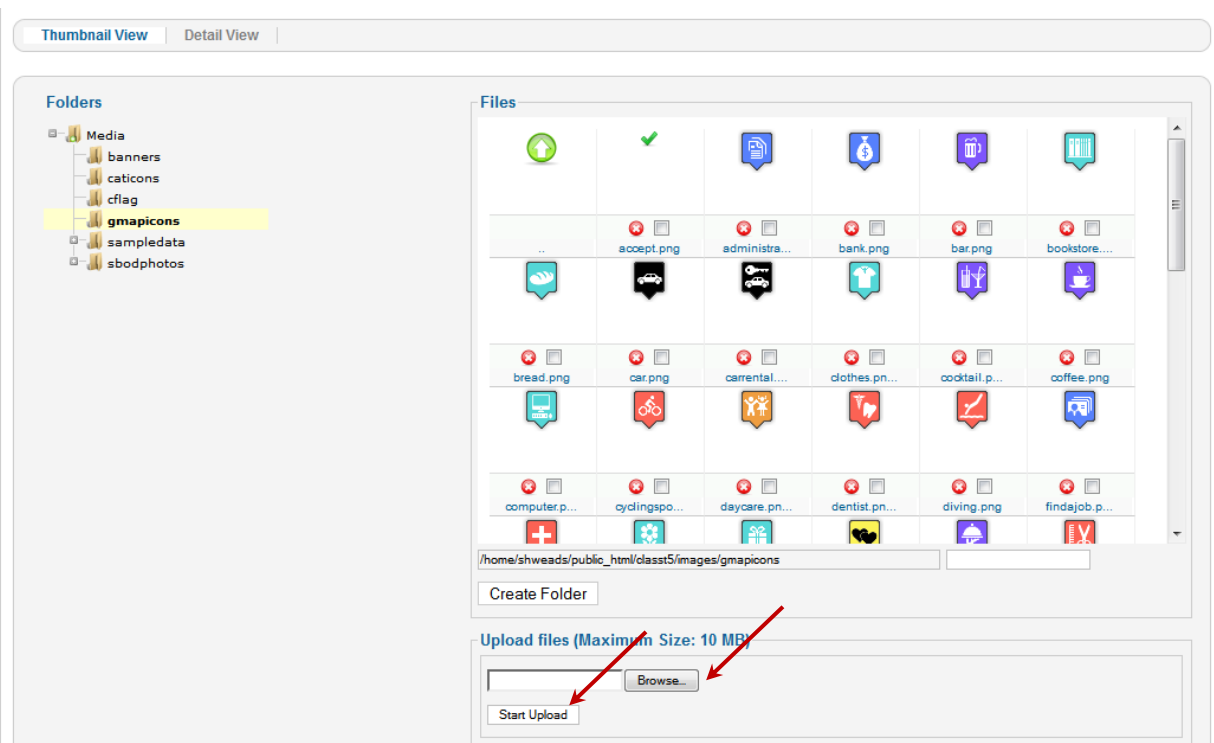 Thumbnail View Detail View
Folders
Media
banners
caticons
cflag
gmapicons
sampledata
sbodphotos
Files
.. accept.png administra... bank.png bar.png bookstore....
bread.png car.png carrental.... clothes.pn... cocktail.p... coffee.png
computer.p... cyclingspo... daycare.pn... dentist.pn... diving.png findajob.p...
/home/shweads/public_html/classt5/images/gmapicons
Create Folder
Upload files (Maximum Size: 10 MB)
Browse...
Start Upload